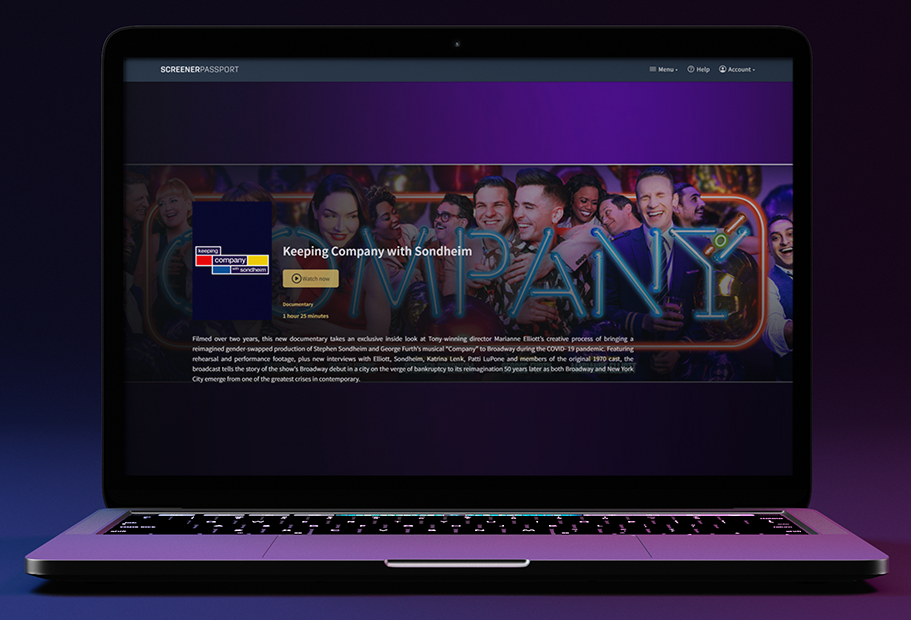 SCREENERPASSPORT
Menu
Help
Account
COMPANY
keeping
company
with sondheim
Keeping Company with Sondheim
Watch now
Documentary
1 hour 25 minutes
Filmed over two years, this new documentary takes an exclusive inside look at Tony-winning director Marianne Elliott's creative process of bringing a
reimagined gender-swapped production of Stephen Sondheim and George Furth's musical "Company" to Broadway during the COVID- 19 pandemic. Featuring
rehearsal and performance footage, plus new interviews with Elliott, Sondheim, Katrina Lenk, Patti LuPone and members of the original 1970 cast, the
broadcast tells the story of the show's Broadway debut in a city on the verge of bankruptcy to its reimagination 50 years later as both Broadway and New York
City emerge from one of the greatest crises in contemporary.